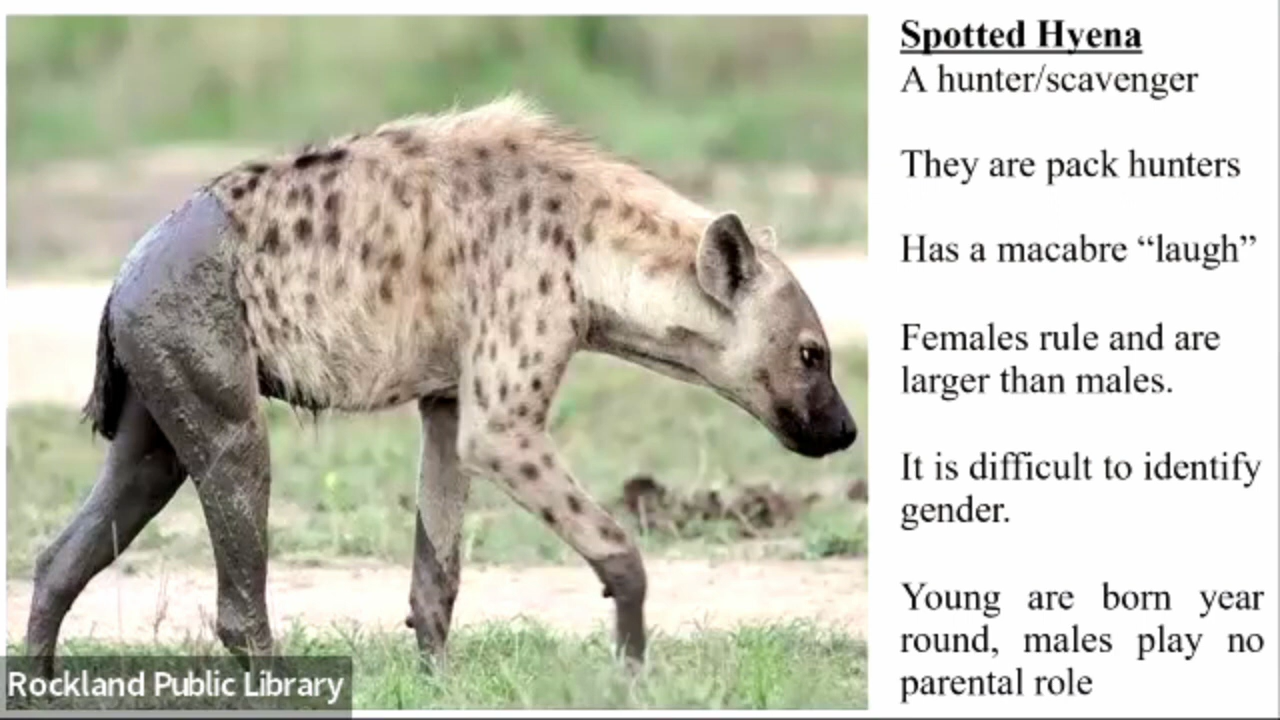 Spotted Hyena
A hunter/scavenger
They are pack hunters
Has a macabre “laugh”
Females rule and are
larger than males.
It is difficult to identify
gender.
Young are born year
round, males play no
parental role
Rockland Public Library